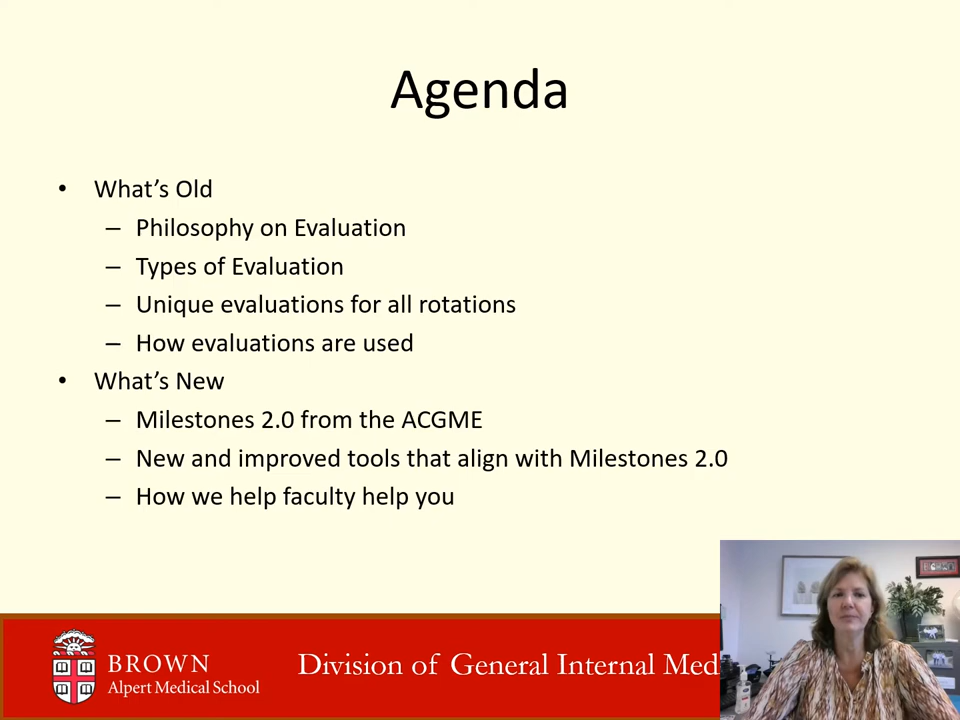 Agenda
• What’s Old
– Philosophy on Evaluation
– Types of Evaluation
– Unique evaluations for all rotations
– How evaluations are used
• What’s New
– Milestones 2.0 from the ACGME
– New and improved tools that align with Milestones 2.0
– How we help faculty help you
BROWN
Alpert Medical School
Division of General Internal Med